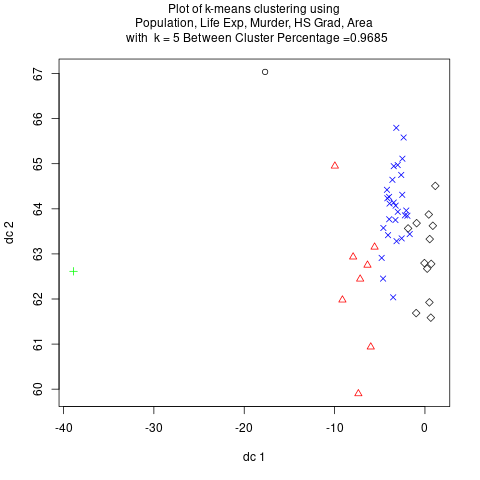 Plot of k-means clustering using
Population, Life Exp, Murder, HS Grad, Area
with k = 5 Between Cluster Percentage =0.9685
67
66
65
64
63
62
61
60
dc 2
-40
-30
-20
-10
0
dc 1